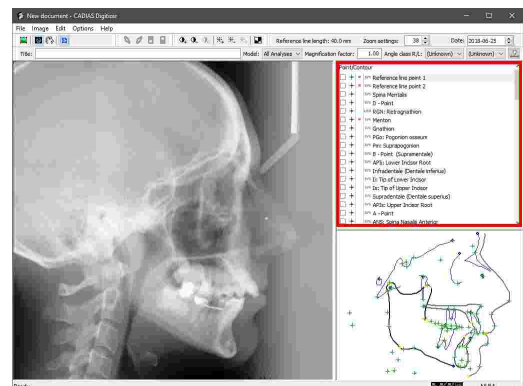 New document - CADIAS Digitizer
File Image Edit Options Help
Reference line length: 40.0 mm Zoom settings: 38 Date: 2018-06-25
Title: Model: All Analyses Magnification factor: 1.00 Angle class R/L: (Unknown) (Unknown)
Point/Contour
Reference line point 1
Reference line point 2
Spina Mentalis
D - Point
RGN: Retrognathion
Menton
Gnathion
PGo: Pogonion osseum
Pm: Suprapogonion
B - Point (Supramentale)
APIi: Lower Incisor Root
Infradentale (Dentale inferius)
Ii: Tip of Lower Incisor
Is: Tip of Upper Incisor
Supradentale (Dentale superius)
APIs: Upper Incisor Root
A - Point
ANS: Spina Nasalis Anterior